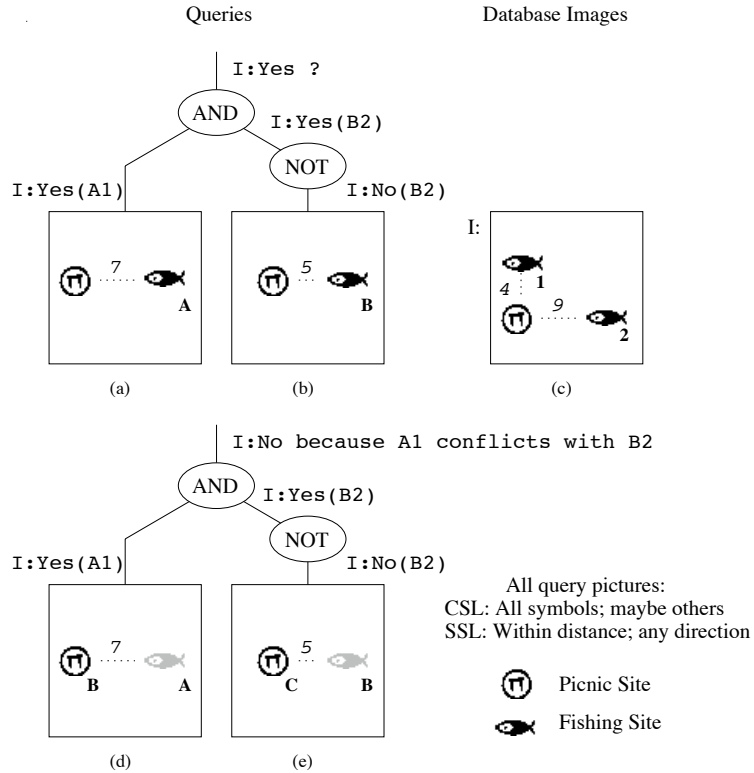 Queries
Database Images
I:Yes ?
AND
I:Yes(B2)
NOT
I:Yes(A1)
I:No(B2)
7
A
5
B
I:
1
4
9
2
(a)
(b)
(c)
I:No because A1 conflicts with B2
AND
I:Yes(B2)
NOT
I:Yes(A1)
I:No(B2)
7
B
A
5
C
B
All query pictures:
CSL: All symbols; maybe others
SSL: Within distance; any direction
Picnic Site
Fishing Site
(d)
(e)